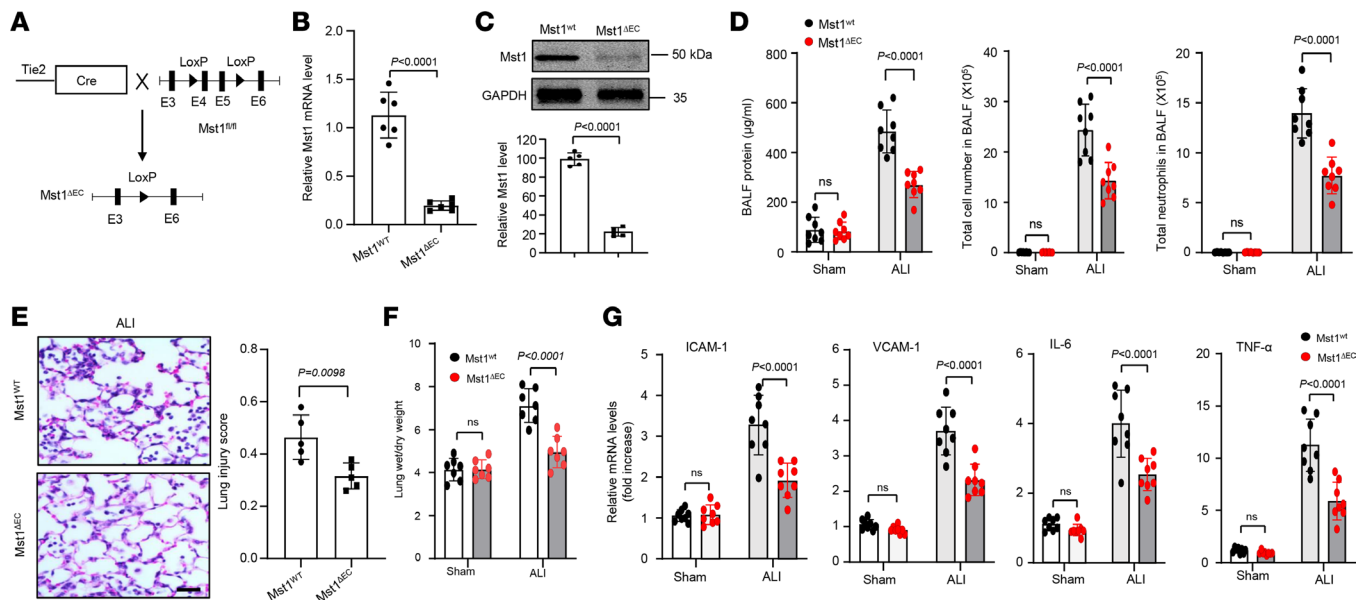 A
Tie2
Cre
X
LoxP LoxP
E3 E4 E5 E6
Mst1fl/fl
LoxP
Mst1ΔEC
E3 E6
B
Relative Mst1 mRNA level
2.0
1.5
1.0
0.5
0.0
P<0.0001
Mst1WT
Mst1ΔEC
C
Mst1wt Mst1ΔEC
Mst1
50 kDa
GAPDH
35
Relative Mst1 level
120
100
80
60
40
20
0
P<0.0001
D
Mst1wt
Mst1ΔEC
BALF protein (µg/ml)
800
600
400
200
0
ns
P<0.0001
Sham ALI
Total cell number in BALF (X10⁵)
40
30
20
10
0
ns
P<0.0001
Sham ALI
Total neutrophils in BALF (X10⁵)
20
15
10
5
0
ns
P<0.0001
Sham ALI
E
ALI
Mst1WT
Mst1ΔEC
Lung injury score
0.8
0.6
0.4
0.2
0.0
P=0.0098
Mst1WT
Mst1ΔEC
F
Lung wet/dry weight
10
8
6
4
2
0
Mst1wt
Mst1ΔEC
ns
P<0.0001
Sham ALI
G
Relative mRNA levels
(fold increase)
ICAM-1
5
4
3
2
1
0
ns
P<0.0001
Sham ALI
VCAM-1
6
5
4
3
2
1
0
ns
P<0.0001
Sham ALI
IL-6
6
4
2
0
ns
P<0.0001
Sham ALI
TNF-α
20
15
10
5
0
Mst1wt
Mst1ΔEC
ns
P<0.0001
Sham ALI